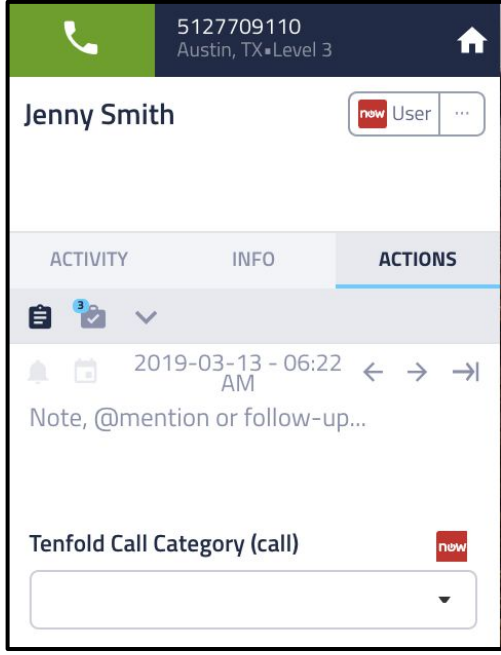 5127709110
Austin, TX▪Level 3
Jenny Smith
now User ...
ACTIVITY INFO ACTIONS
3
2019-03-13 - 06:22
AM
Note, @mention or follow-up...
Tenfold Call Category (call) now